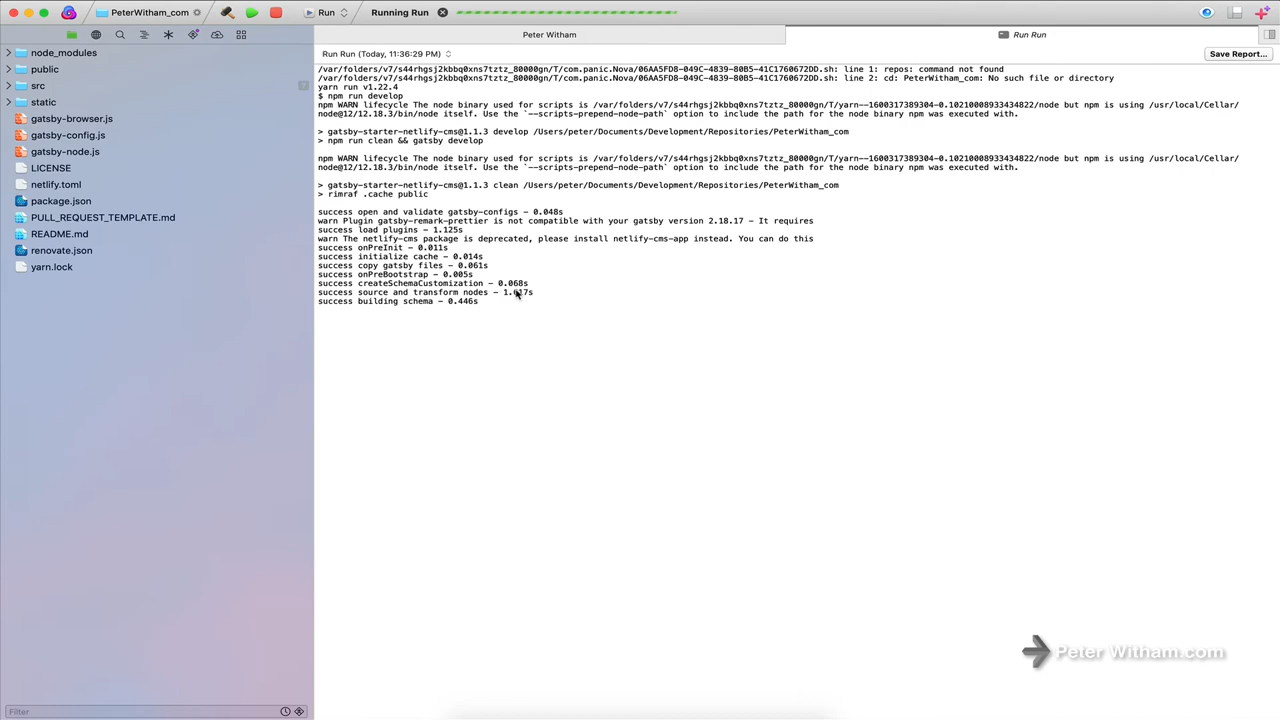 PeterWitham_com
Run
Running Run
Peter Witham
Run Run
Run Run (Today, 11:36:29 PM)
Save Report...
node_modules
public
src
?
static
gatsby-browser.js
gatsby-config.js
gatsby-node.js
LICENSE
netlify.toml
package.json
PULL_REQUEST_TEMPLATE.md
README.md
renovate.json
yarn.lock
/var/folders/v7/s44rhgsj2kbbq0xns7tztz_80000gn/T/com.panic.Nova/06AA5FD8-049C-4839-80B5-41C1760672DD.sh: line 1: repos: command not found
/var/folders/v7/s44rhgsj2kbbq0xns7tztz_80000gn/T/com.panic.Nova/06AA5FD8-049C-4839-80B5-41C1760672DD.sh: line 2: cd: PeterWitham_com: No such file or directory
yarn run v1.22.4
$ npm run develop
npm WARN lifecycle The node binary used for scripts is /var/folders/v7/s44rhgsj2kbbq0xns7tztz_80000gn/T/yarn--1600317389304-0.10210008933434822/node but npm is using /usr/local/Cellar/
node@12/12.18.3/bin/node itself. Use the `--scripts-prepend-node-path` option to include the path for the node binary npm was executed with.
> gatsby-starter-netlify-cms@1.1.3 develop /Users/peter/Documents/Development/Repositories/PeterWitham_com
> npm run clean && gatsby develop
npm WARN lifecycle The node binary used for scripts is /var/folders/v7/s44rhgsj2kbbq0xns7tztz_80000gn/T/yarn--1600317389304-0.10210008933434822/node but npm is using /usr/local/Cellar/
node@12/12.18.3/bin/node itself. Use the `--scripts-prepend-node-path` option to include the path for the node binary npm was executed with.
> gatsby-starter-netlify-cms@1.1.3 clean /Users/peter/Documents/Development/Repositories/PeterWitham_com
> rimraf .cache public
success open and validate gatsby-configs - 0.048s
warn Plugin gatsby-remark-prettier is not compatible with your gatsby version 2.18.17 - It requires
success load plugins - 1.125s
warn The netlify-cms package is deprecated, please install netlify-cms-app instead. You can do this
success onPreInit - 0.011s
success initialize cache - 0.014s
success copy gatsby files - 0.061s
success onPreBootstrap - 0.005s
success createSchemaCustomization - 0.068s
success source and transform nodes -
success building schema - 0.446s
Peter Witham.com
Filter